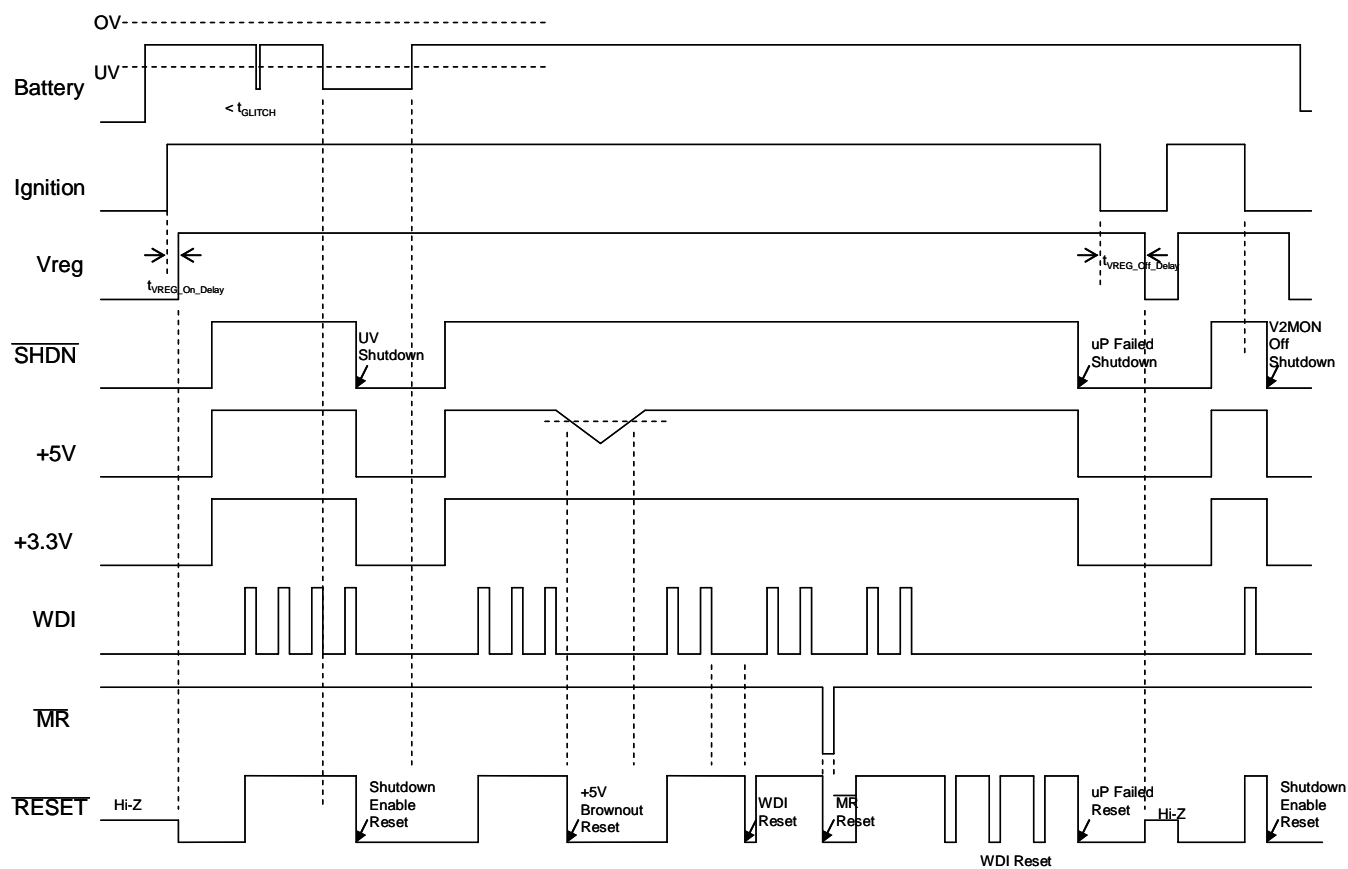 OV
UV
Battery
< tGLITCH
Ignition
Vreg
tVREG_On_Delay
tVREG_Off_Delay
SHDN
UV
Shutdown
uP Failed
Shutdown
V2MON
Off
Shutdown
+5V
+3.3V
WDI
MR
RESET
Hi-Z
Shutdown
Enable
Reset
+5V
Brownout
Reset
WDI
Reset
MR
Reset
WDI Reset
uP Failed
Reset
Hi-Z
Shutdown
Enable
Reset